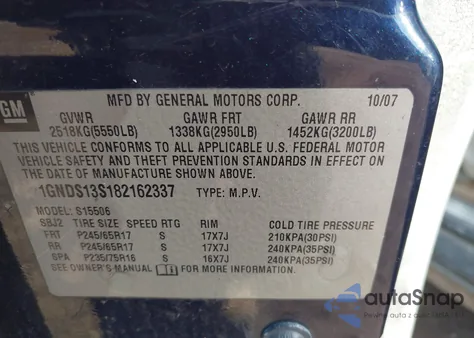 GM
MFD BY GENERAL MOTORS CORP. 10/07
GVWR GAWR FRT GAWR RR
2518KG(5550LB) 1338KG(2950LB) 1452KG(3200LB)
THIS VEHICLE CONFORMS TO ALL APPLICABLE U.S. FEDERAL MOTOR
VEHICLE SAFETY AND THEFT PREVENTION STANDARDS IN EFFECT ON
THE DATE OF MANUFACTURE SHOWN ABOVE.
1GNDS13S182162337 TYPE: M.P.V.
MODEL: S15506
SBJ2 TIRE SIZE SPEED RTG RIM COLD TIRE PRESSURE
FRT P245/65R17 S 17X7J 210KPA(30PSI)
RR P245/65R17 S 17X7J 240KPA(35PSI)
SPA P235/75R16 S 16X7J 240KPA(35PSI)
SEE OWNER'S MANUAL FOR ADDITIONAL INFORMATION.
autaSnap